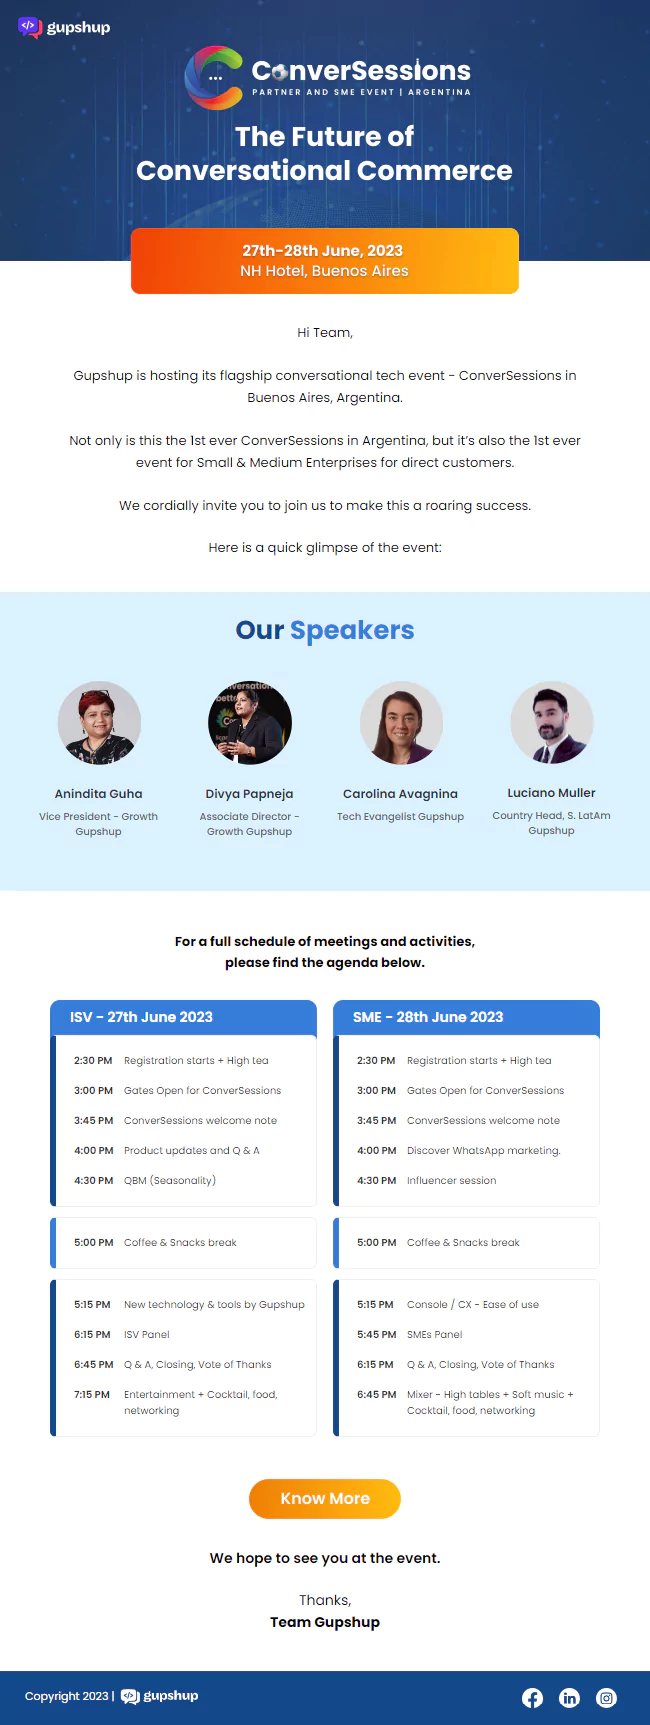 gupshup
ConverSessions
PARTNER AND SME EVENT | ARGENTINA
The Future of
Conversational Commerce
27th-28th June, 2023
NH Hotel, Buenos Aires
Hi Team,
Gupshup is hosting its flagship conversational tech event - ConverSessions in
Buenos Aires, Argentina.
Not only is this the 1st ever ConverSessions in Argentina, but it's also the 1st ever
event for Small & Medium Enterprises for direct customers.
We cordially invite you to join us to make this a roaring success.
Here is a quick glimpse of the event:
Our Speakers
Anindita Guha
Vice President - Growth
Gupshup
Divya Papneja
Associate Director -
Growth Gupshup
Carolina Avagnina
Tech Evangelist Gupshup
Luciano Muller
Country Head, S. LatAm
Gupshup
For a full schedule of meetings and activities,
please find the agenda below.
ISV - 27th June 2023
2:30 PM Registration starts + High tea
3:00 PM Gates Open for ConverSessions
3:45 PM ConverSessions welcome note
4:00 PM Product updates and Q & A
4:30 PM QBM (Seasonality)
5:00 PM Coffee & Snacks break
5:15 PM New technology & tools by Gupshup
6:15 PM ISV Panel
6:45 PM Q & A, Closing, Vote of Thanks
7:15 PM Entertainment + Cocktail, food,
networking
SME - 28th June 2023
2:30 PM Registration starts + High tea
3:00 PM Gates Open for ConverSessions
3:45 PM ConverSessions welcome note
4:00 PM Discover WhatsApp marketing.
4:30 PM Influencer session
5:00 PM Coffee & Snacks break
5:15 PM Console / CX - Ease of use
5:45 PM SMEs Panel
6:15 PM Q & A, Closing, Vote of Thanks
6:45 PM Mixer - High tables + Soft music +
Cocktail, food, networking
Know More
We hope to see you at the event.
Thanks,
Team Gupshup
Copyright 2023 | gupshup